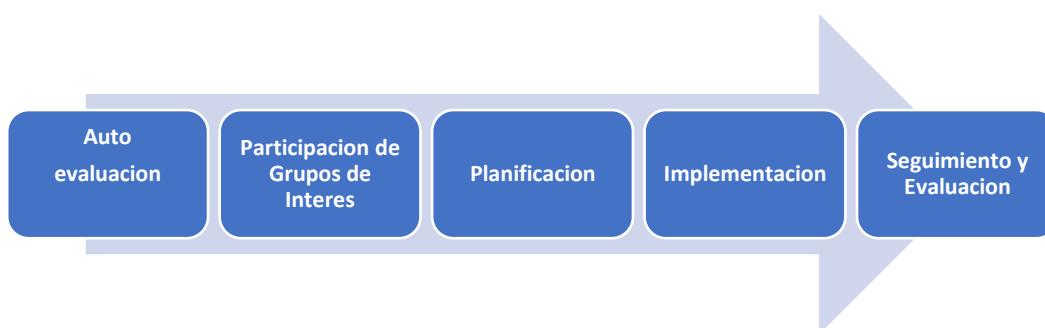 Auto
evaluacion
Participacion de
Grupos de
Interes
Planificacion
Implementacion
Seguimiento y
Evaluacion